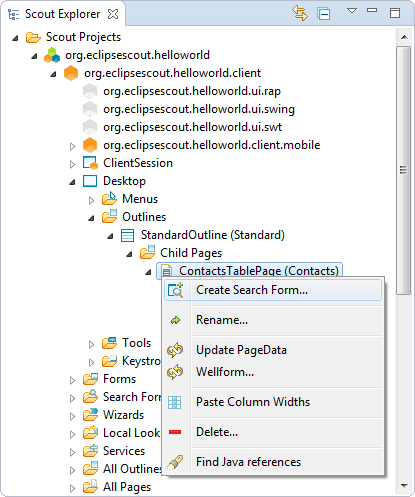 Scout Explorer
Scout Projects
org.eclipsescout.helloworld
org.eclipsescout.helloworld.client
org.eclipsescout.helloworld.ui.rap
org.eclipsescout.helloworld.ui.swing
org.eclipsescout.helloworld.ui.swt
org.eclipsescout.helloworld.client.mobile
ClientSession
Desktop
Menus
Outlines
StandardOutline (Standard)
Child Pages
ContactsTablePage (Contacts)
Create Search Form...
Rename...
Update PageData
Wellform...
Paste Column Widths
Delete...
Find Java references
Tools
Keystro
Forms
Search For
Wizards
Local Look
Services
All Outlines
All Pages